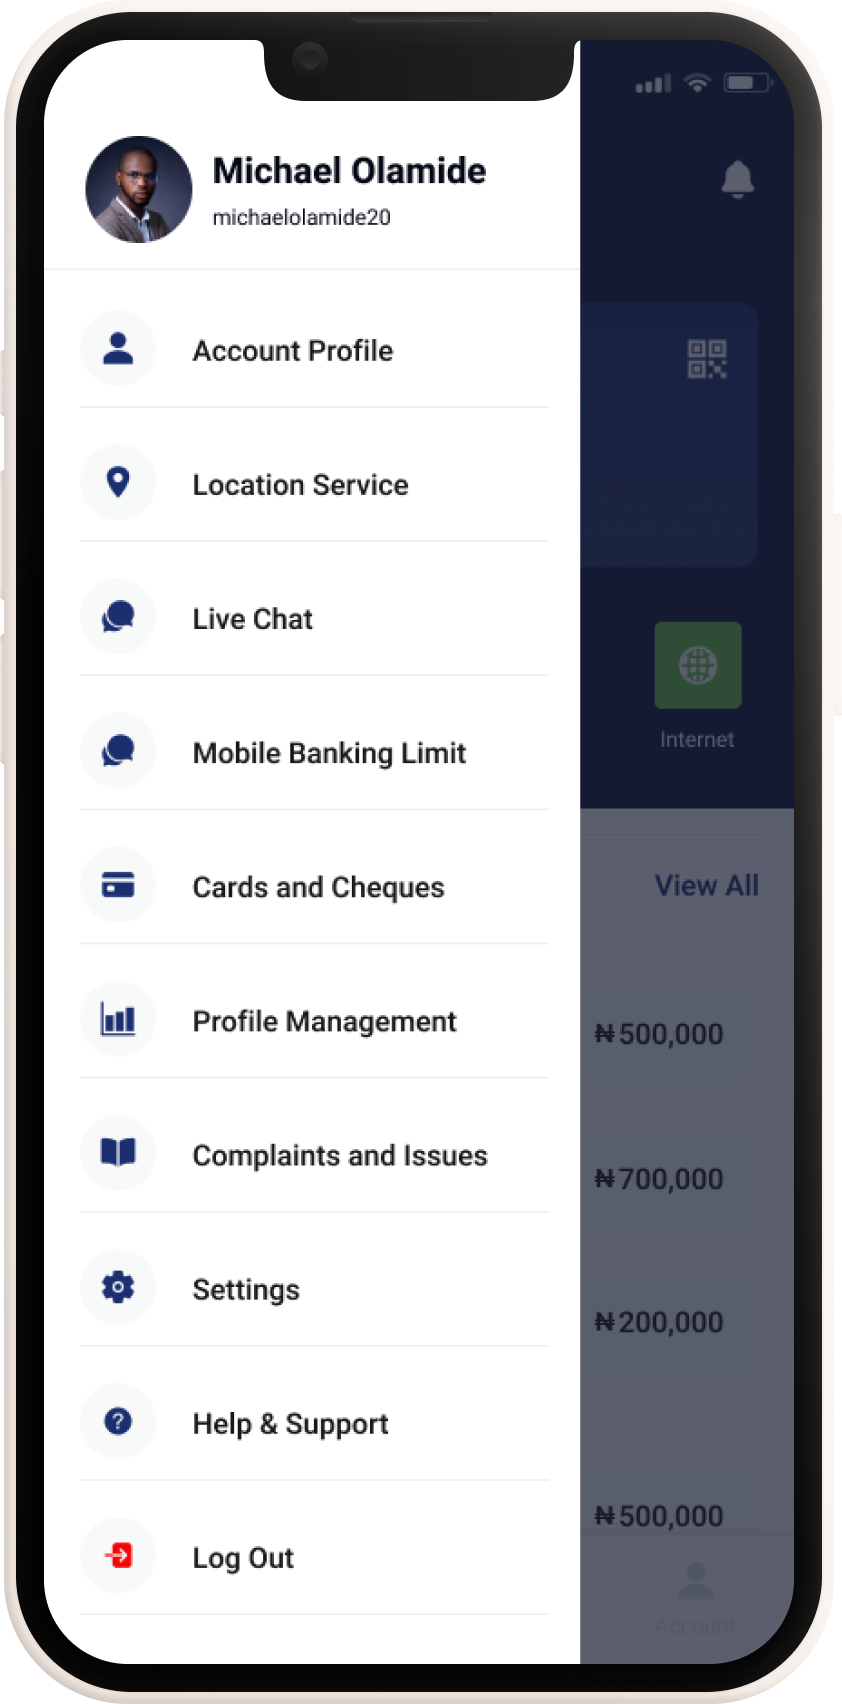 Michael Olamide
michaelolamide20
Account Profile
Location Service
Live Chat
Mobile Banking Limit
Cards and Cheques
Profile Management
Complaints and Issues
Settings
Help & Support
Log Out
Internet
View All
₦500,000
₦700,000
₦200,000
₦500,000
Account